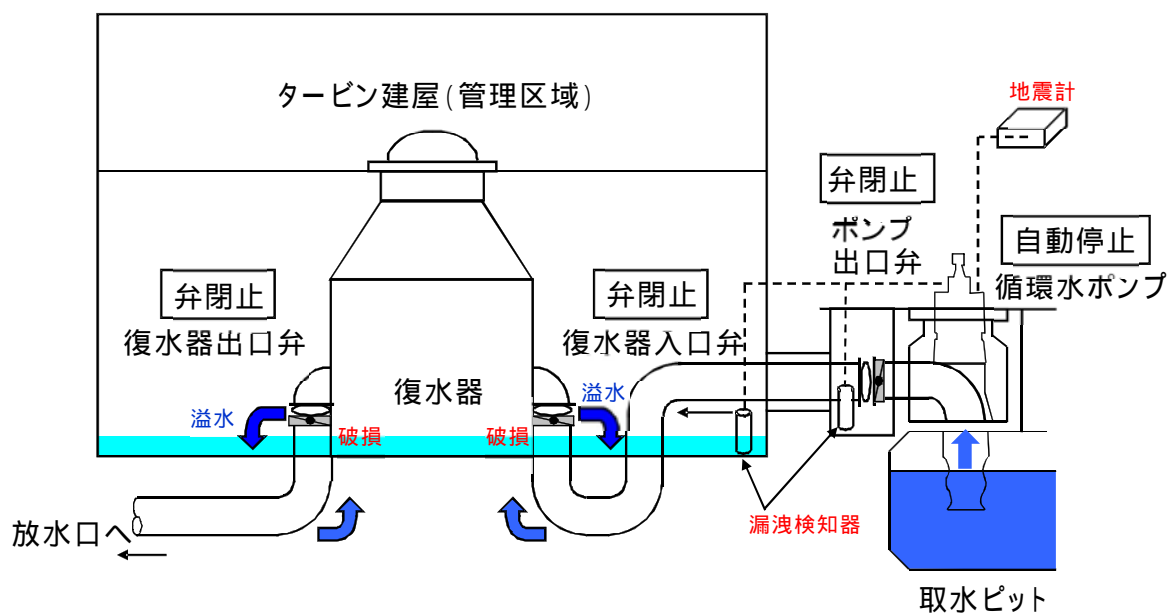 タービン建屋(管理区域)
地震計
弁閉止
ポンプ
出口弁
自動停止
循環水ポンプ
弁閉止
復水器出口弁
弁閉止
復水器入口弁
復水器
溢水
溢水
破損
破損
漏洩検知器
放水口へ
取水ピット